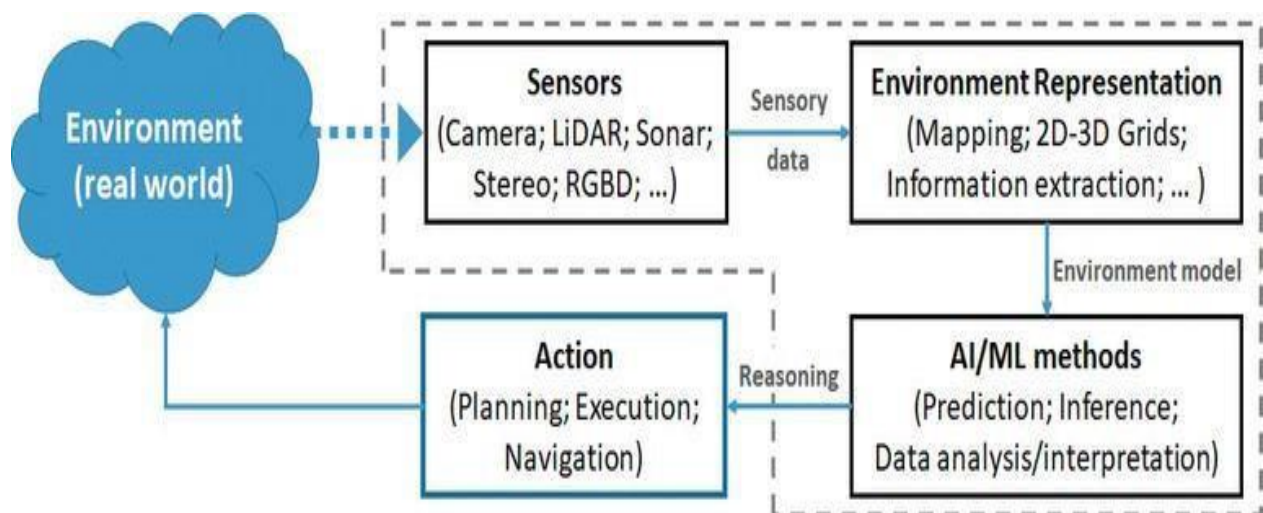 Environment
(real world)
Sensors
(Camera; LiDAR; Sonar;
Stereo; RGBD; ...)
Sensory
data
Environment Representation
(Mapping; 2D-3D Grids;
Information extraction; ... )
Environment model
AI/ML methods
(Prediction; Inference;
Data analysis/interpretation)
Reasoning
Action
(Planning; Execution;
Navigation)